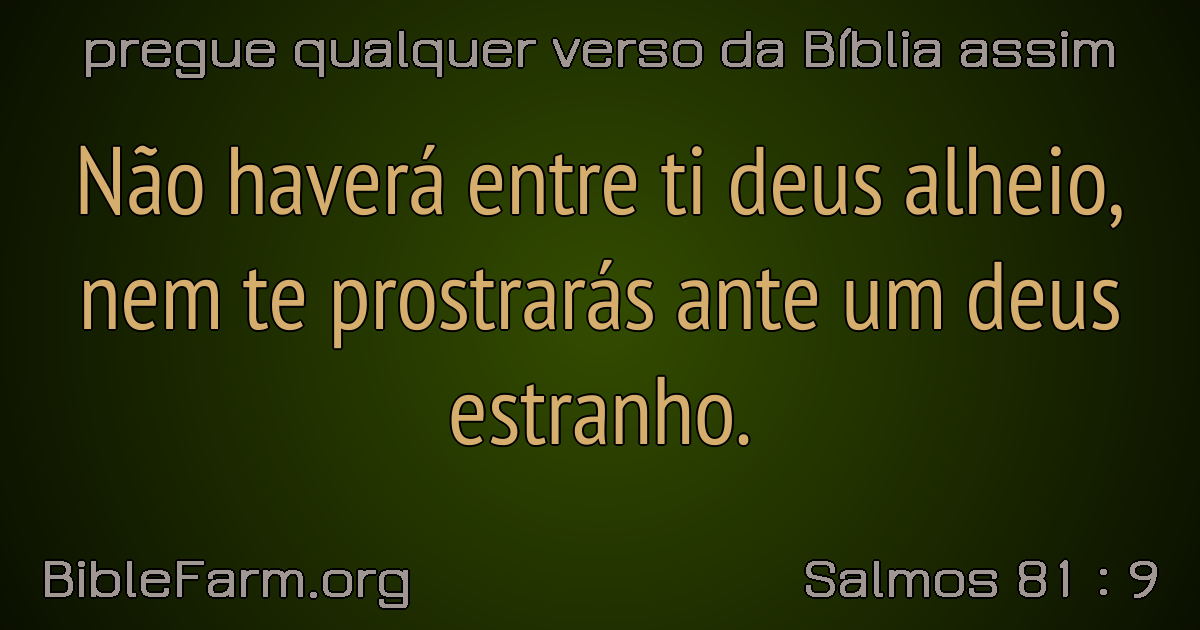 pregue qualquer verso da Bíblia assim
Não haverá entre ti deus alheio,
nem te prostrarás ante um deus
estranho.
BibleFarm.org
Salmos 81 : 9